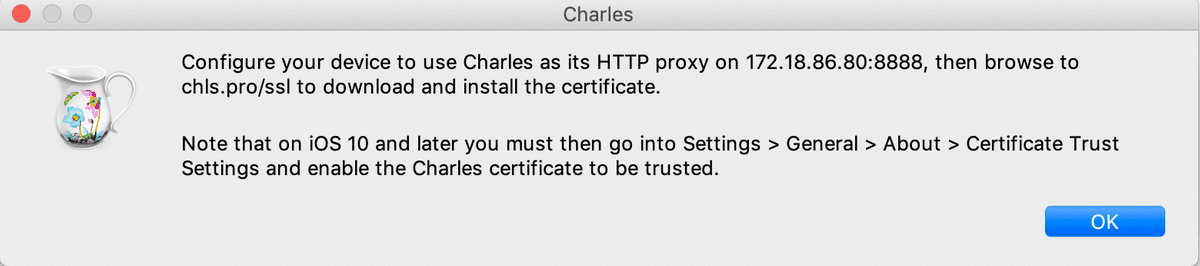 Charles
Configure your device to use Charles as its HTTP proxy on 172.18.86.80:8888, then browse to
chls.pro/ssl to download and install the certificate.
Note that on iOS 10 and later you must then go into Settings > General > About > Certificate Trust
Settings and enable the Charles certificate to be trusted.
OK